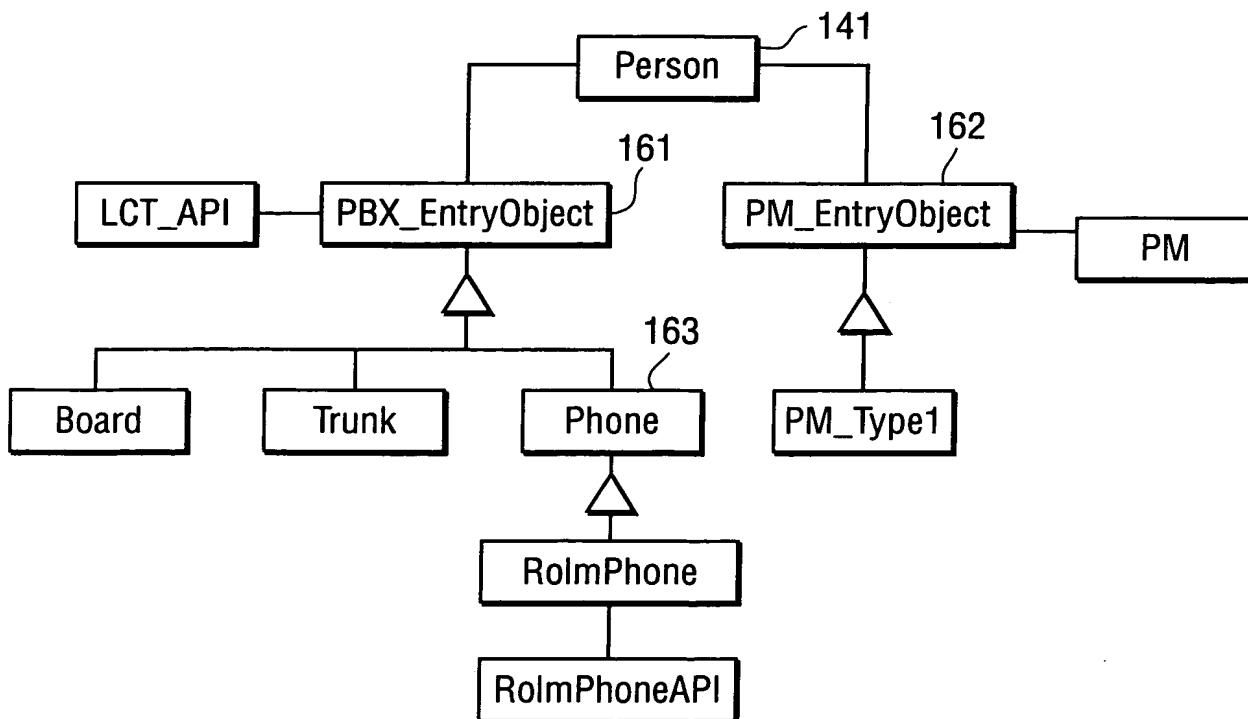 141
Person
161
162
LCT_API
PBX_EntryObject
PM_EntryObject
PM
163
Board
Trunk
Phone
PM_Type1
RolmPhone
RolmPhoneAPI